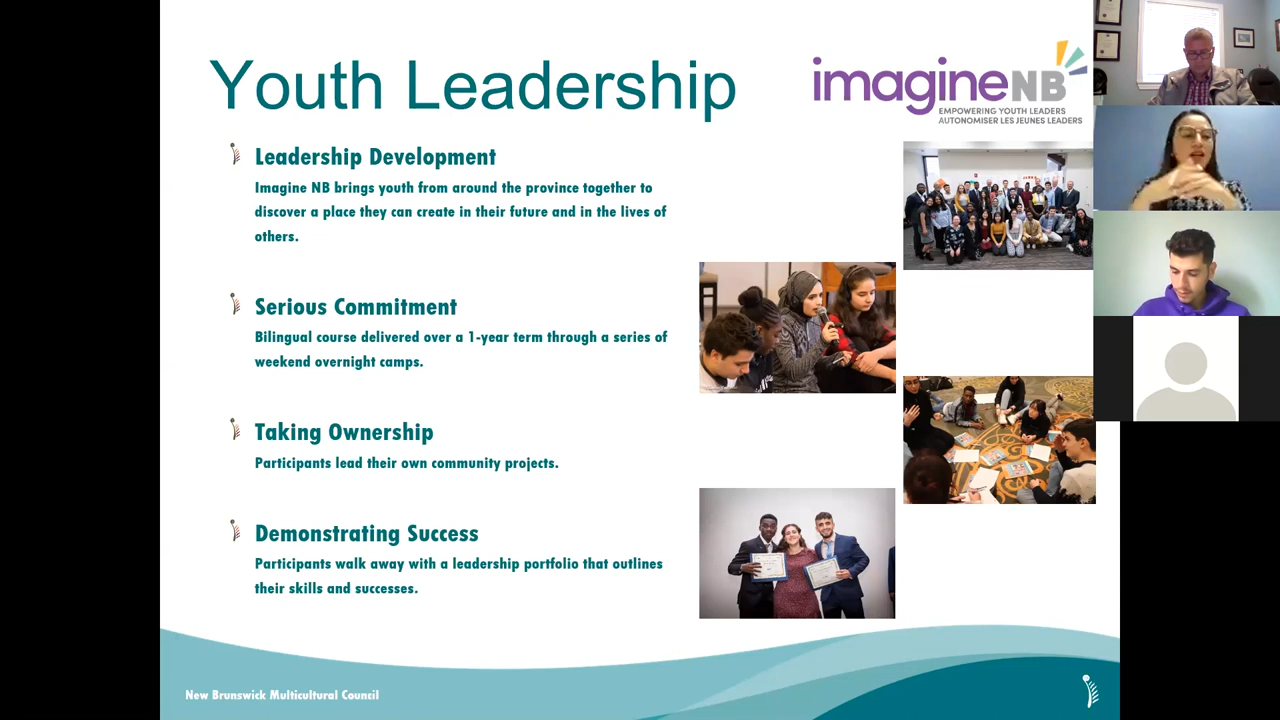 Youth Leadership
imagineNB
EMPOWERING YOUTH LEADERS
AUTONOMISER LES JEUNES LEADERS
Leadership Development
Imagine NB brings youth from around the province together to
discover a place they can create in their future and in the lives of
others.
Serious Commitment
Bilingual course delivered over a 1-year term through a series of
weekend overnight camps.
Taking Ownership
Participants lead their own community projects.
Demonstrating Success
Participants walk away with a leadership portfolio that outlines
their skills and successes.
New Brunswick Multicultural Council